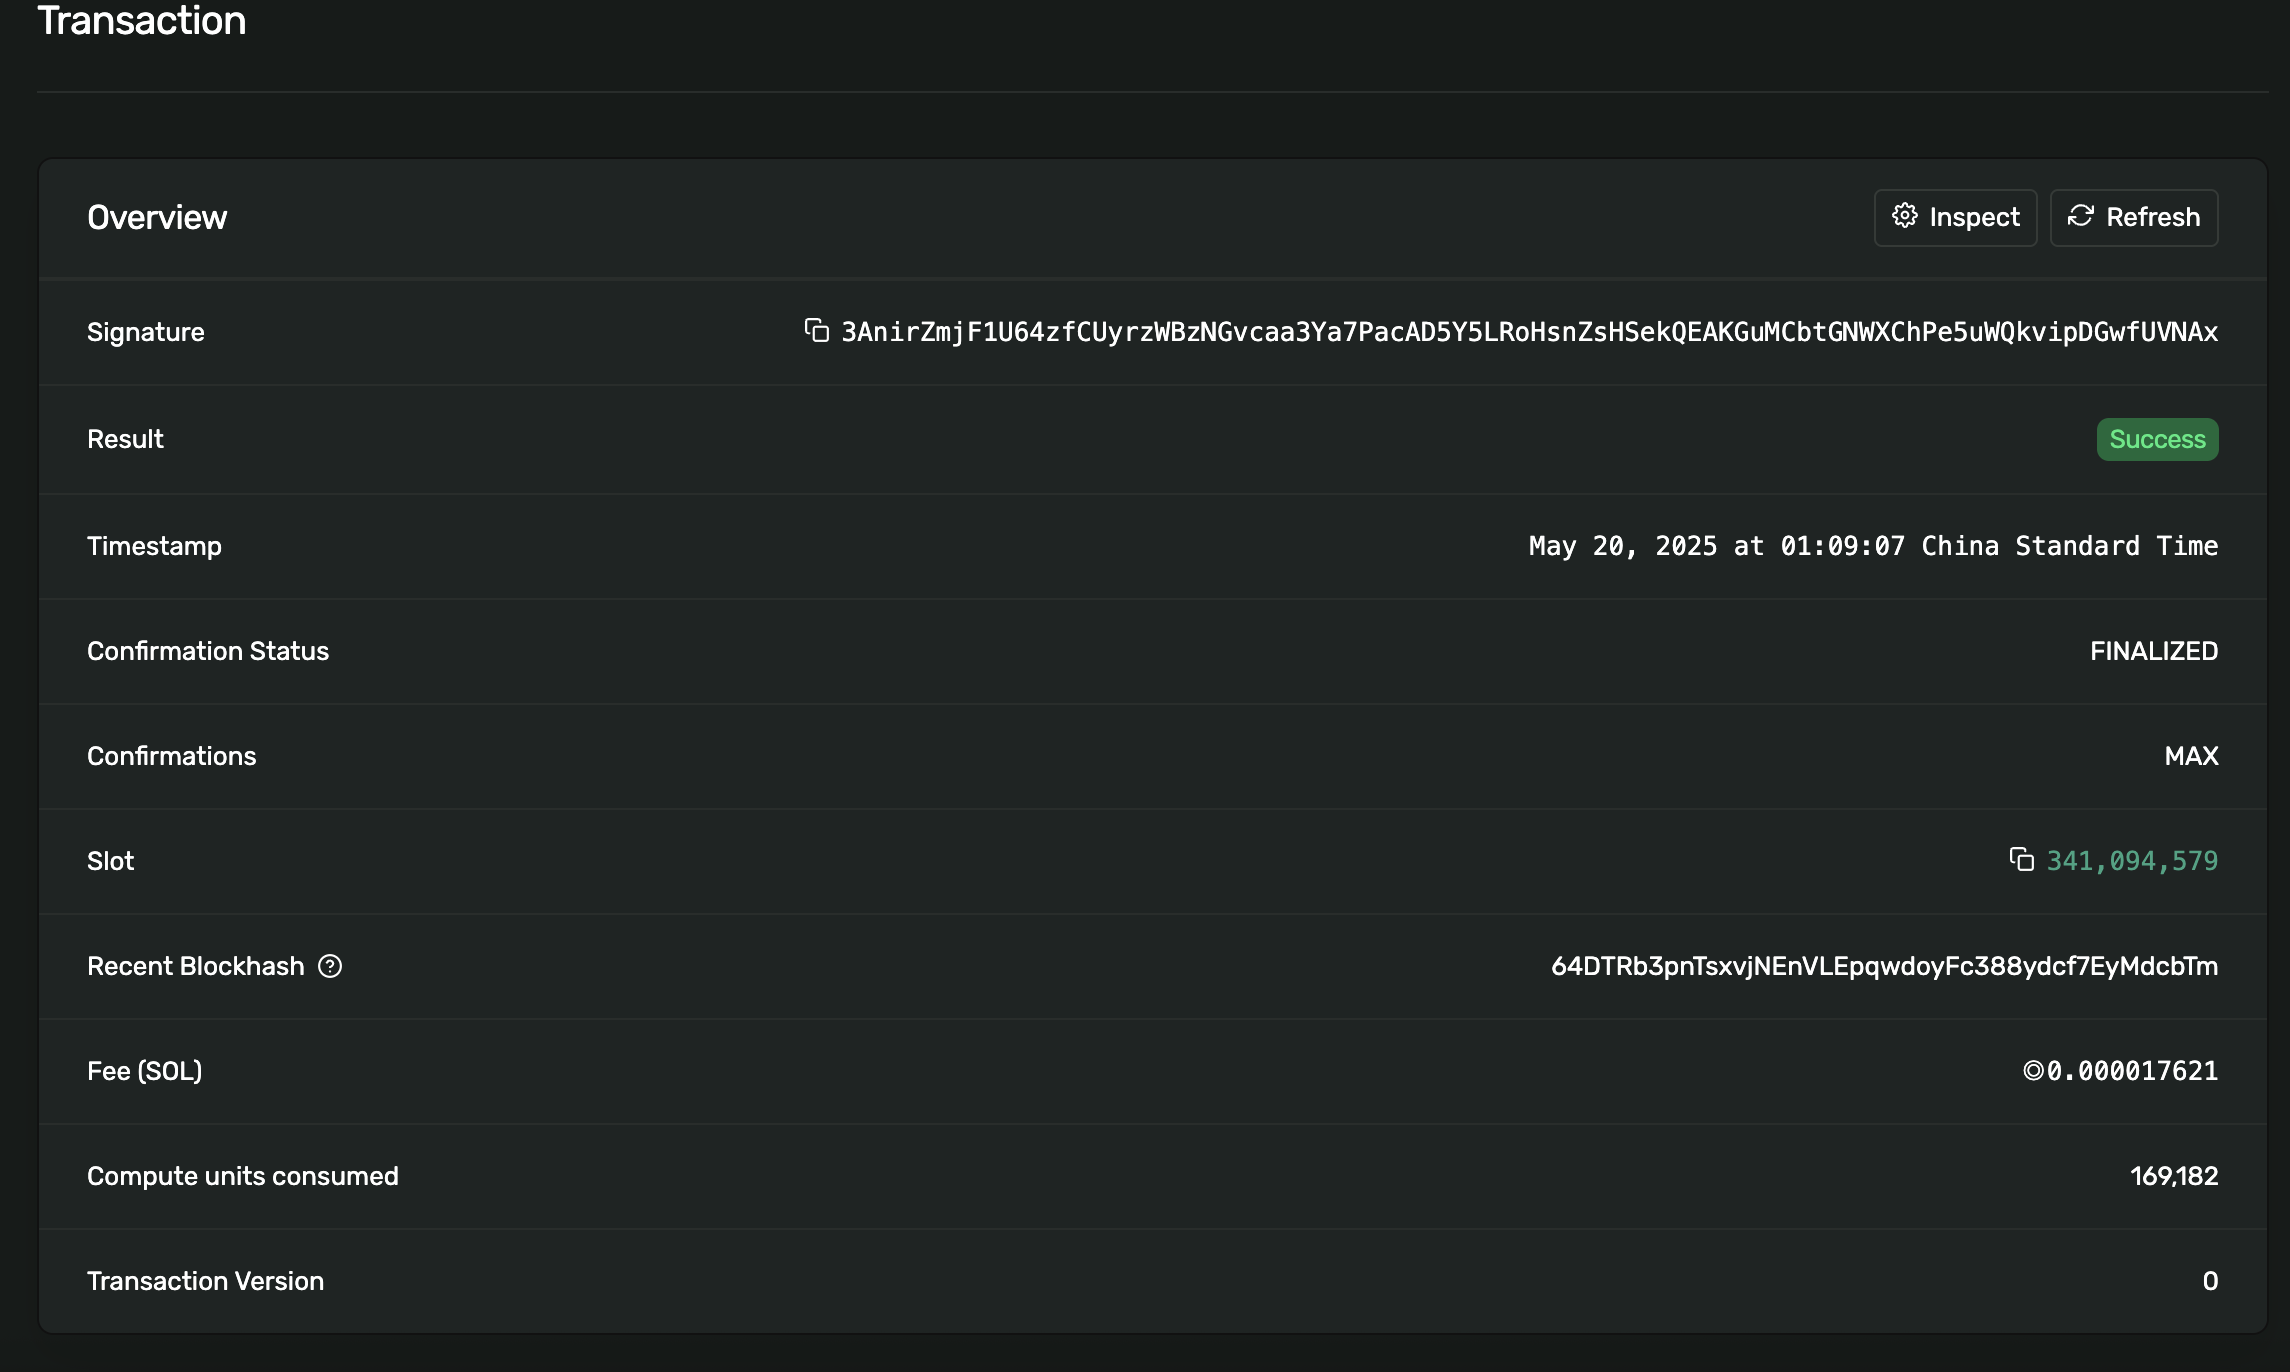 Transaction
Overview
Inspect
Refresh
Signature
3AnirZmjF1U64zfCUyrzWBzNGvcaa3Ya7PacAD5Y5LRoHsnZsHSekQEAKGuMCbtGNWXChPe5uWQkvipDGwfUVNAx
Result
Success
Timestamp
May 20, 2025 at 01:09:07 China Standard Time
Confirmation Status
FINALIZED
Confirmations
MAX
Slot
341,094,579
Recent Blockhash
64DTRb3pnTsxvjNEnVLEpqwdoyFc388ydcf7EyMdcbTm
Fee (SOL)
◎0.000017621
Compute units consumed
169,182
Transaction Version
0